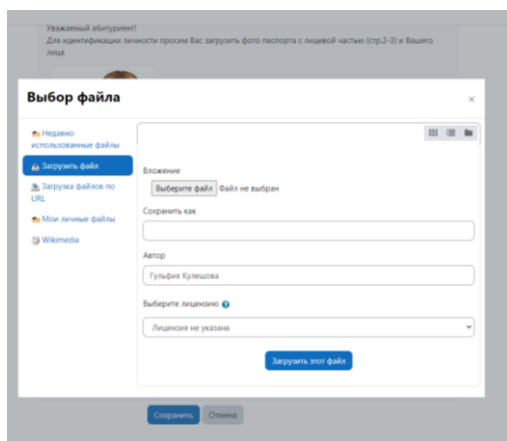 Уважаемый абитуриент!
Для идентификации личности просим Вас загрузить фото паспорта с лицевой частью (стр.2-3) и Вашего
лица
Выбор файла
×
Недавно
использованные файлы
Загрузить файл
Загрузка файлов по
URL
Мои личные файлы
Wikimedia
Вложение
Выберите файл Файл не выбран
Сохранить как
Автор
Гульфия Кулешова
Выберите лицензию ?
Лицензия не указана
Загрузить этот файл
Сохранить Отмена